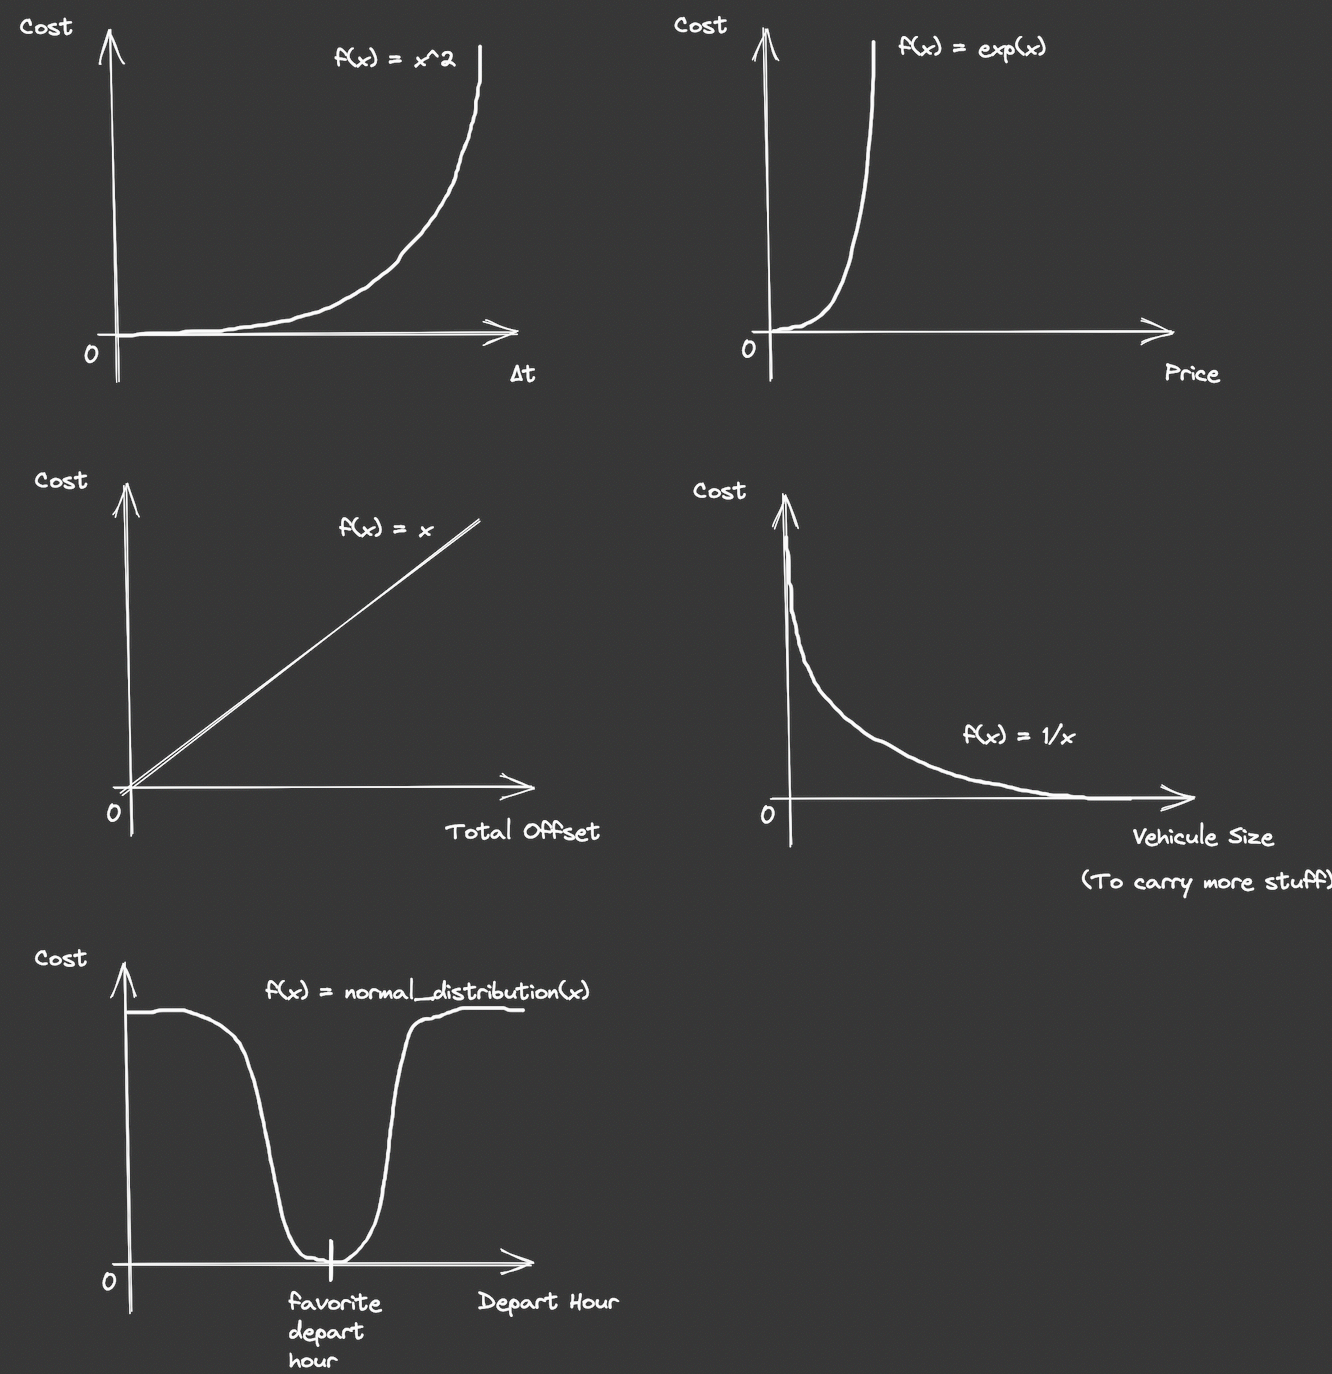 Cost
f(x) = x^2
0
Δt
Cost
f(x) = exp(x)
0
Price
Cost
f(x) = x
0
Total Offset
Cost
f(x) = 1/x
0
Vehicule Size
(To carry more stuff)
Cost
f(x) = normal_distribution(x)
0
favorite
depart
hour
Depart Hour